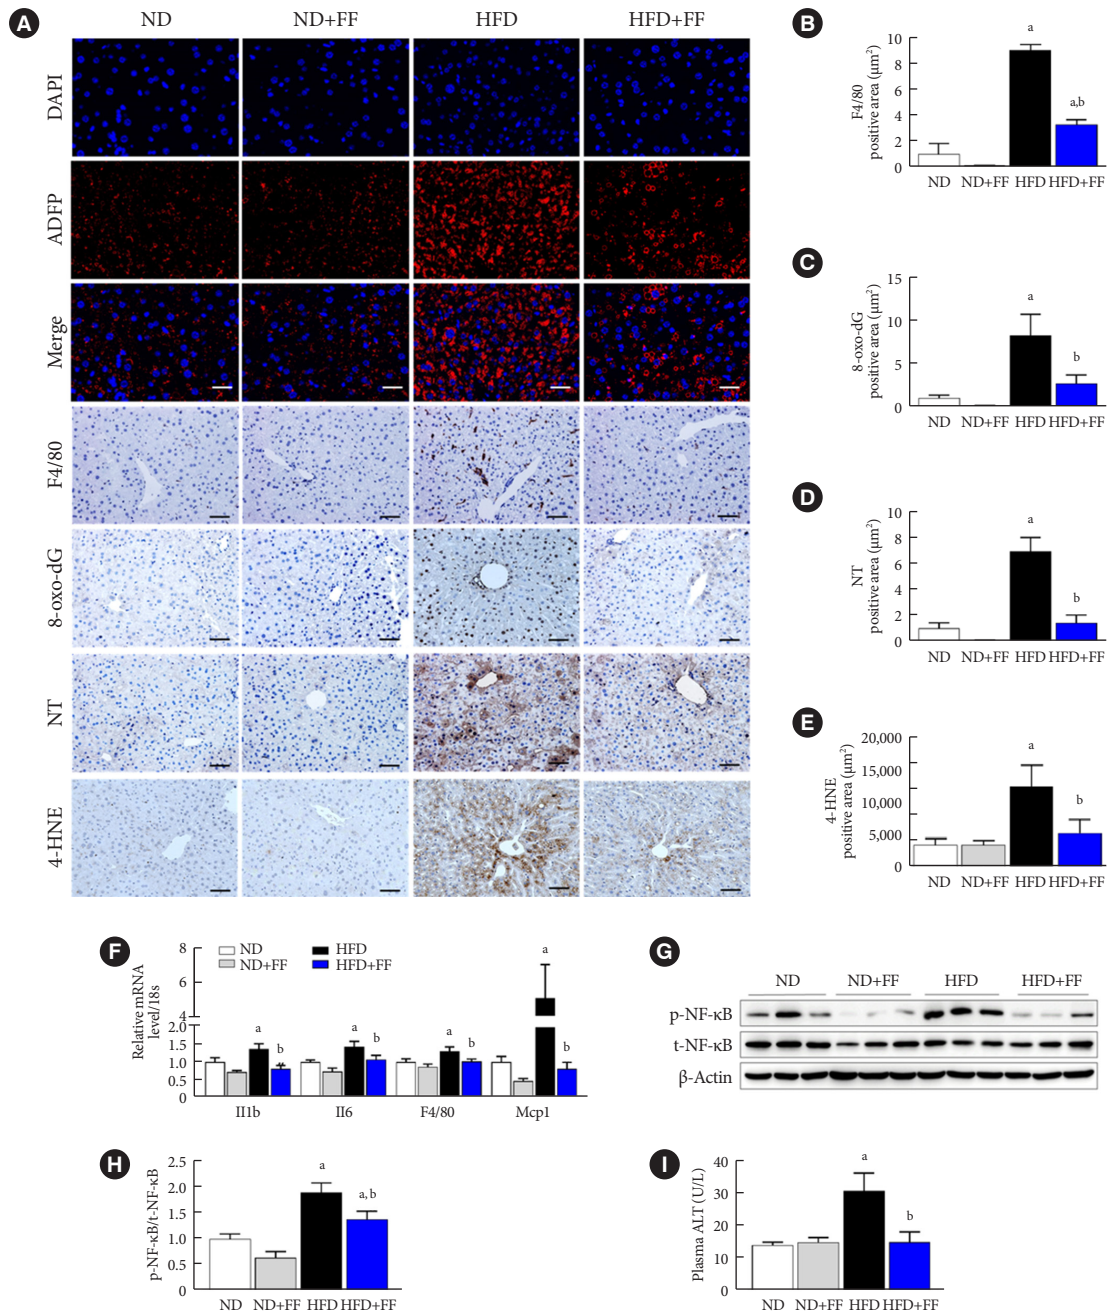 A
ND
ND+FF
HFD
HFD+FF
DAPI
ADFP
Merge
F4/80
8-oxo-dG
NT
4-HNE
B
F4/80
positive area (μm²)
10
8
6
4
2
0
a
a,b
ND ND+FF HFD HFD+FF
C
8-oxo-dG
positive area (μm²)
15
10
5
0
a
b
ND ND+FF HFD HFD+FF
D
NT
positive area (μm²)
10
8
6
4
2
0
a
b
ND ND+FF HFD HFD+FF
E
4-HNE
positive area (μm²)
20,000
15,000
10,000
5,000
0
a
b
ND ND+FF HFD HFD+FF
F
Relative mRNA
level/18s
8
6
4
2.0
1.5
1.0
0.5
0
ND
ND+FF
HFD
HFD+FF
a
b
a
b
a
b
a
b
Il1b Il6 F4/80 Mcp1
G
ND ND+FF HFD HFD+FF
p-NF-κB
t-NF-κB
β-Actin
H
p-NF-κB/t-NF-κB
2.5
2.0
1.5
1.0
0.5
0
a
a, b
ND ND+FF HFD HFD+FF
I
Plasma ALT (U/L)
40
30
20
10
0
a
b
ND ND+FF HFD HFD+FF